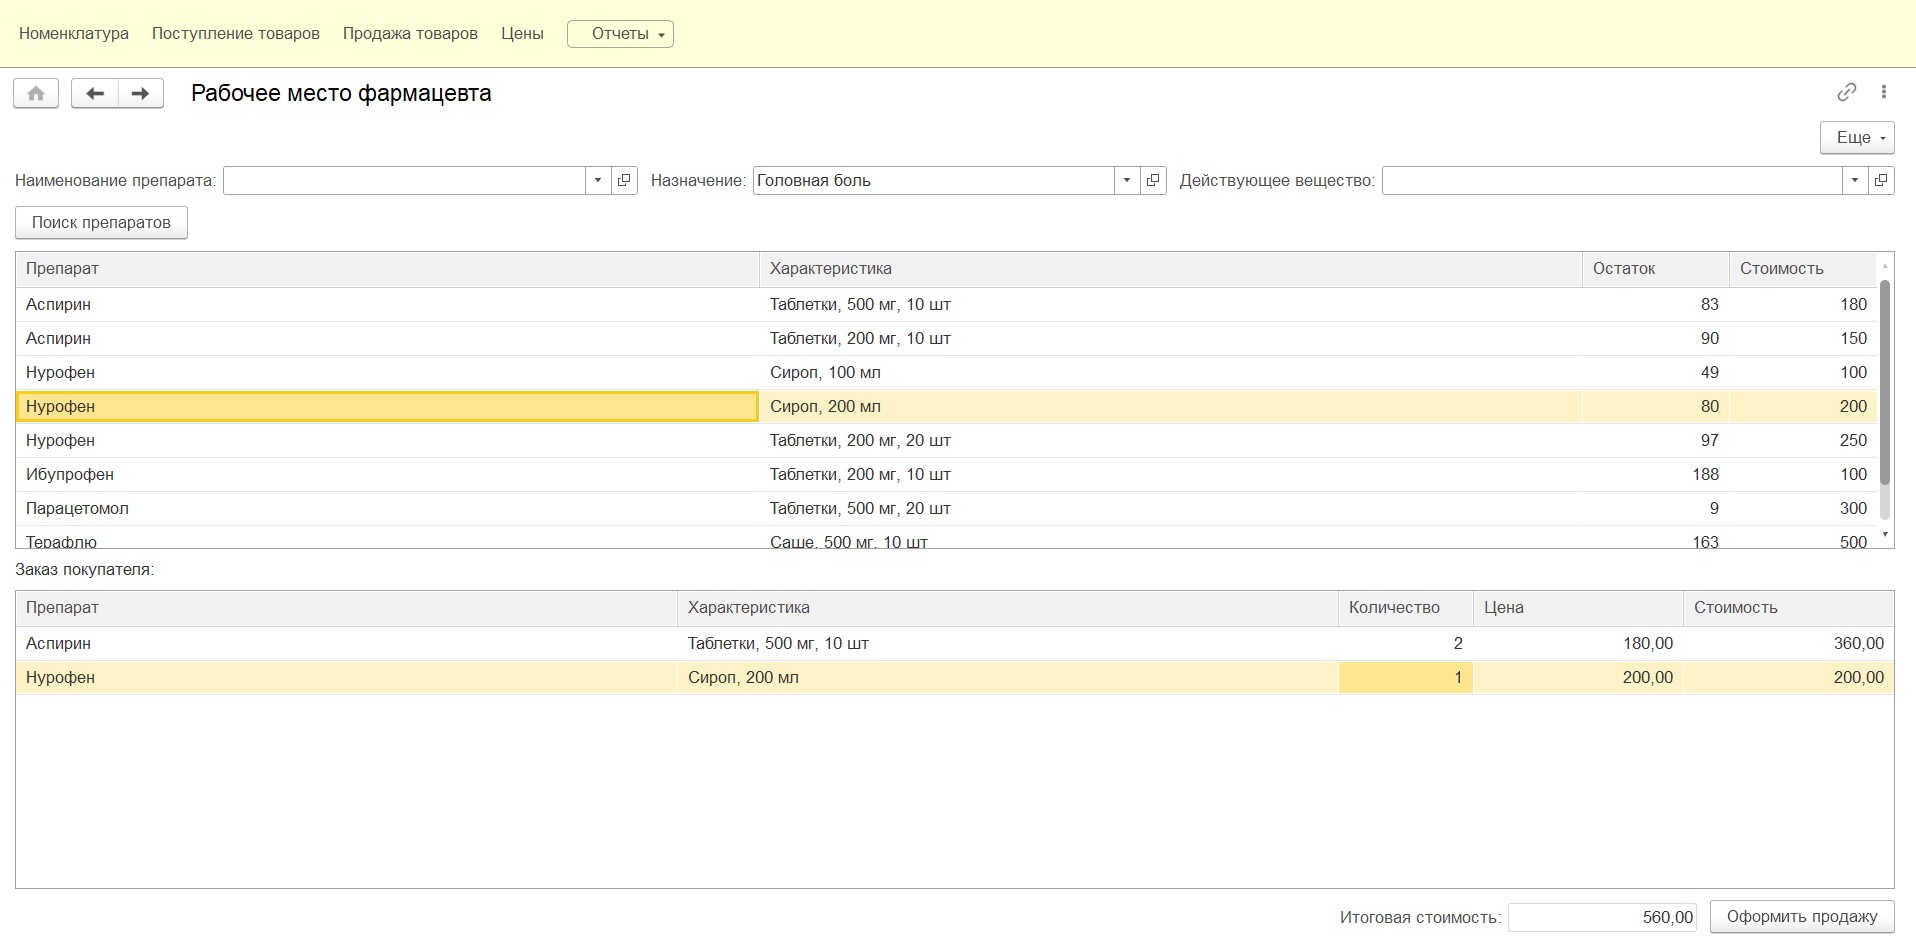 Номенклатура Поступление товаров Продажа товаров Цены Отчеты
Рабочее место фармацевта
Еще
Наименование препарата: Назначение: Головная боль Действующее вещество:
Поиск препаратов
Препарат Характеристика Остаток Стоимость
Аспирин Таблетки, 500 мг, 10 шт 83 180
Аспирин Таблетки, 200 мг, 10 шт 90 150
Нурофен Сироп, 100 мл 49 100
Нурофен Сироп, 200 мл 80 200
Нурофен Таблетки, 200 мг, 20 шт 97 250
Ибупрофен Таблетки, 200 мг, 10 шт 188 100
Парацетомол Таблетки, 500 мг, 20 шт 9 300
Терафлю Саше, 500 мг, 10 шт 163 500
Заказ покупателя:
Препарат Характеристика Количество Цена Стоимость
Аспирин Таблетки, 500 мг, 10 шт 2 180,00 360,00
Нурофен Сироп, 200 мл 1 200,00 200,00
Итоговая стоимость: 560,00 Оформить продажу